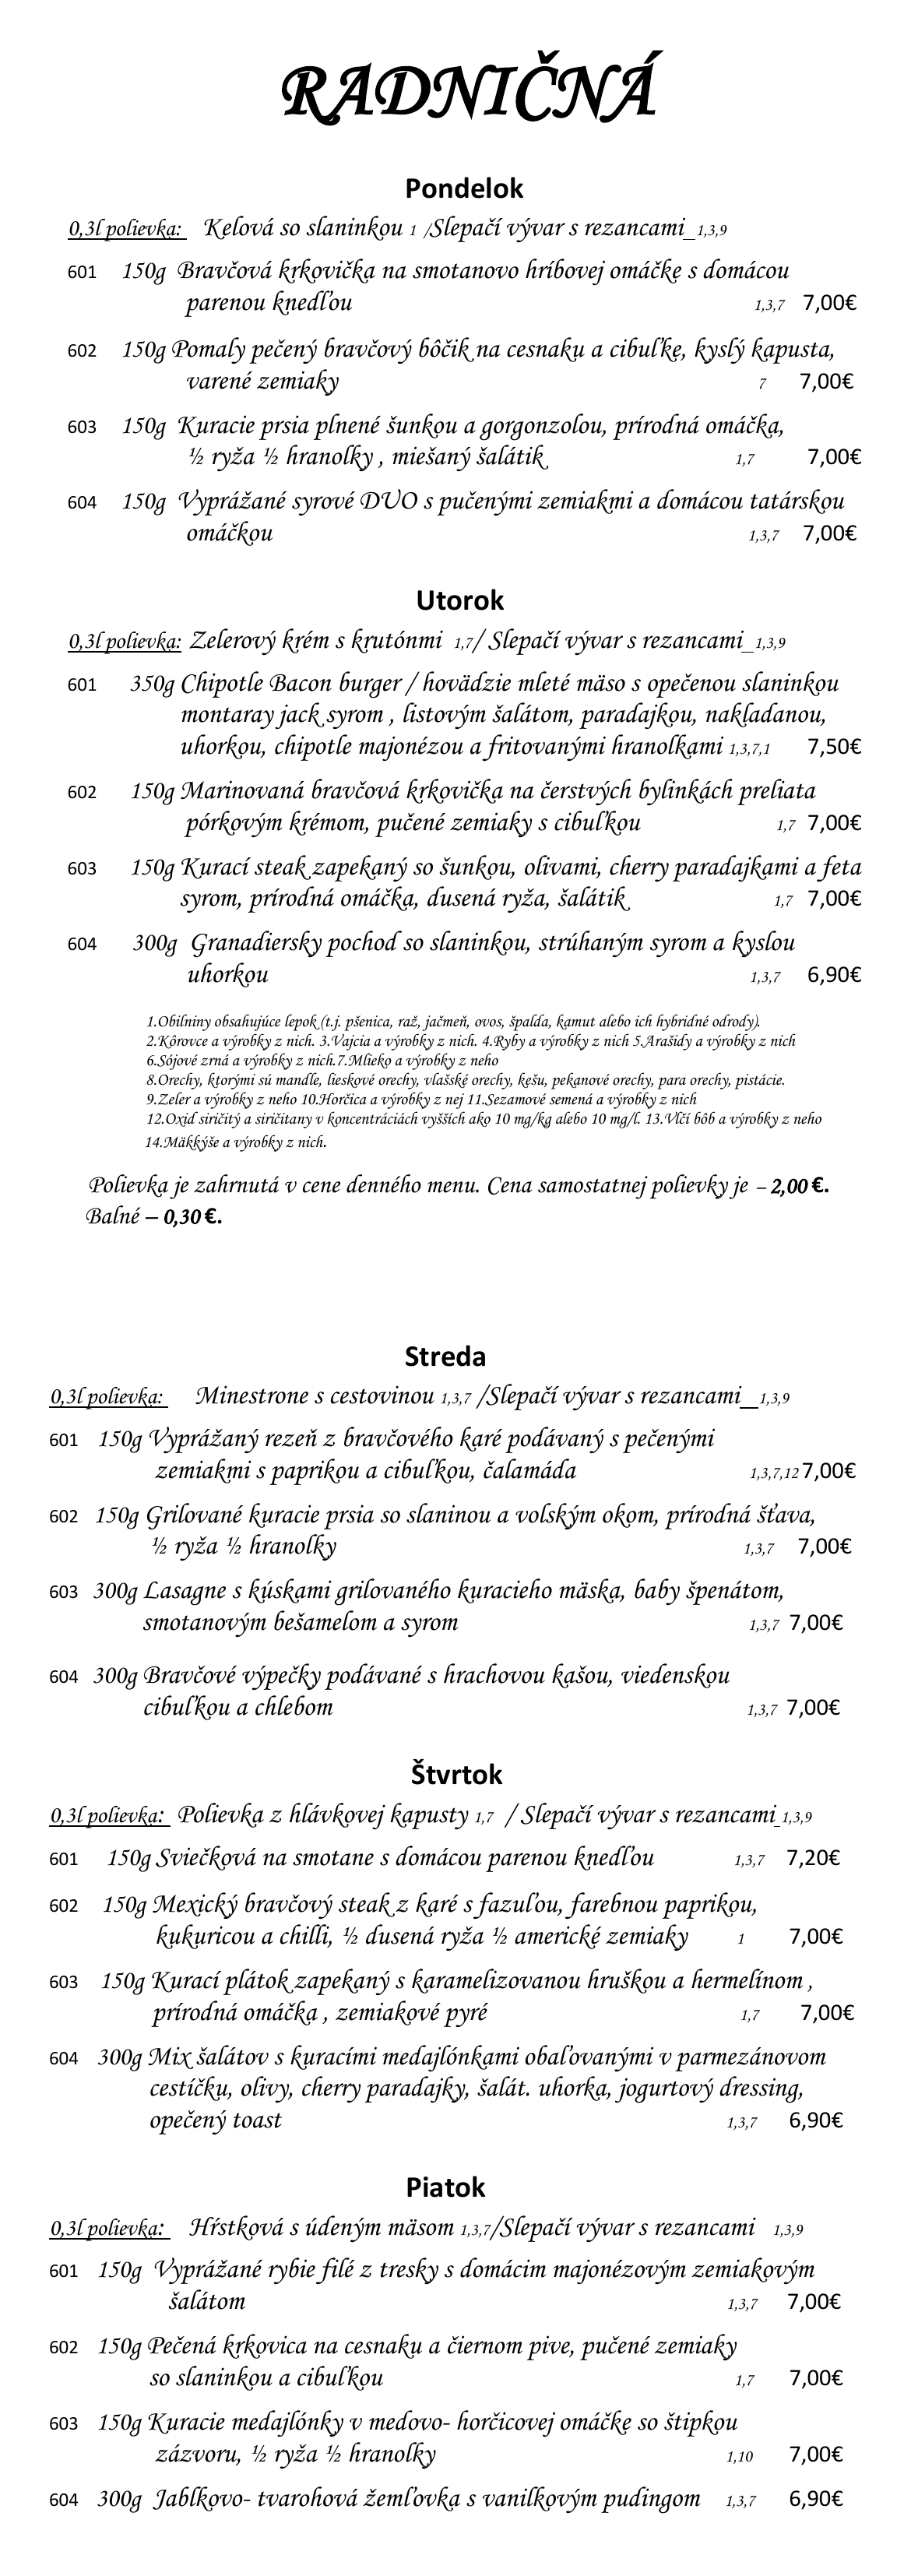 RADNIČNÁ
Pondelok
0,3l polievka: Kelová so slaninkou 1 /Slepačí vývar s rezancami_1,3,9
601 150g Bravčová krkovička na smotanovo hríbovej omáčke s domácou
parenou knedľou 1,3,7 7,00€
602 150g Pomaly pečený bravčový bôčik na cesnaku a cibuľke, kyslý kapusta,
varené zemiaky 7 7,00€
603 150g Kuracie prsia plnené šunkou a gorgonzolou, prírodná omáčka,
½ ryža ½ hranolky , miešaný šalátik 1,7 7,00€
604 150g Vyprážané syrové DUO s pučenými zemiakmi a domácou tatárskou
omáčkou 1,3,7 7,00€
Utorok
0,3l polievka: Zelerový krém s krutónmi 1,7/ Slepačí vývar s rezancami_1,3,9
601 350g Chipotle Bacon burger / hovädzie mleté mäso s opečenou slaninkou
montaray jack syrom , listovým šalátom, paradajkou, nakladanou,
uhorkou, chipotle majonézou a fritovanými hranolkami 1,3,7,1 7,50€
602 150g Marinovaná bravčová krkovička na čerstvých bylinkách preliata
pórkovým krémom, pučené zemiaky s cibuľkou 1,7 7,00€
603 150g Kurací steak zapekaný so šunkou, olivami, cherry paradajkami a feta
syrom, prírodná omáčka, dusená ryža, šalátik 1,7 7,00€
604 300g Granadiersky pochod so slaninkou, strúhaným syrom a kyslou
uhorkou 1,3,7 6,90€
1.Obilniny obsahujúce lepok (t.j. pšenica, raž, jačmeň, ovos, špalda, kamut alebo ich hybridné odrody).
2.Kôrovce a výrobky z nich. 3.Vajcia a výrobky z nich. 4.Ryby a výrobky z nich 5.Arašidy a výrobky z nich
6.Sójové zrná a výrobky z nich.7.Mlieko a výrobky z neho
8.Orechy, ktorými sú mandle, lieskové orechy, vlašské orechy, kešu, pekanové orechy, para orechy, pistácie.
9.Zeler a výrobky z neho 10.Horčica a výrobky z nej 11.Sezamové semená a výrobky z nich
12.Oxid siričitý a siričitany v koncentráciách vyšších ako 10 mg/kg alebo 10 mg/l. 13.Vlčí bôb a výrobky z neho
14.Mäkkýše a výrobky z nich.
Polievka je zahrnutá v cene denného menu. Cena samostatnej polievky je – 2,00 €.
Balné – 0,30 €.
Streda
0,3l polievka: Minestrone s cestovinou 1,3,7 /Slepačí vývar s rezancami_1,3,9
601 150g Vyprážaný rezeň z bravčového karé podávaný s pečenými
zemiakmi s paprikou a cibuľkou, čalamáda 1,3,7,12 7,00€
602 150g Grilované kuracie prsia so slaninou a volským okom, prírodná šťava,
½ ryža ½ hranolky 1,3,7 7,00€
603 300g Lasagne s kúskami grilovaného kuracieho mäska, baby špenátom,
smotanovým bešamelom a syrom 1,3,7 7,00€
604 300g Bravčové výpečky podávané s hrachovou kašou, viedenskou
cibuľkou a chlebom 1,3,7 7,00€
Štvrtok
0,3l polievka: Polievka z hlávkovej kapusty 1,7 / Slepačí vývar s rezancami_1,3,9
601 150g Sviečková na smotane s domácou parenou knedľou 1,3,7 7,20€
602 150g Mexický bravčový steak z karé s fazuľou, farebnou paprikou,
kukuricou a chilli, ½ dusená ryža ½ americké zemiaky 1 7,00€
603 150g Kurací plátok zapekaný s karamelizovanou hruškou a hermelínom ,
prírodná omáčka , zemiakové pyré 1,7 7,00€
604 300g Mix šalátov s kuracími medajlónkami obaľovanými v parmezánovom
cestíčku, olivy, cherry paradajky, šalát. uhorka, jogurtový dressing,
opečený toast 1,3,7 6,90€
Piatok
0,3l polievka: Hŕstková s údeným mäsom 1,3,7/Slepačí vývar s rezancami 1,3,9
601 150g Vyprážané rybie filé z tresky s domácim majonézovým zemiakovým
šalátom 1,3,7 7,00€
602 150g Pečená krkovica na cesnaku a čiernom pive, pučené zemiaky
so slaninkou a cibuľkou 1,7 7,00€
603 150g Kuracie medajlónky v medovo- horčicovej omáčke so štipkou
zázvoru, ½ ryža ½ hranolky 1,10 7,00€
604 300g Jablkovo- tvarohová žemľovka s vanilkovým pudingom 1,3,7 6,90€